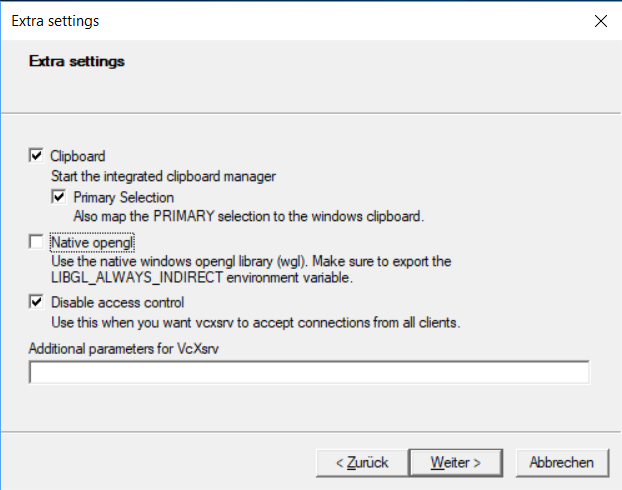 Extra settings
Extra settings
Clipboard
Start the integrated clipboard manager
Primary Selection
Also map the PRIMARY selection to the windows clipboard.
Native opengl
Use the native windows opengl library (wgl). Make sure to export the
LIBGL_ALWAYS_INDIRECT environment variable.
Disable access control
Use this when you want vcxsrv to accept connections from all clients.
Additional parameters for VcXsrv
< Zurück Weiter > Abbrechen